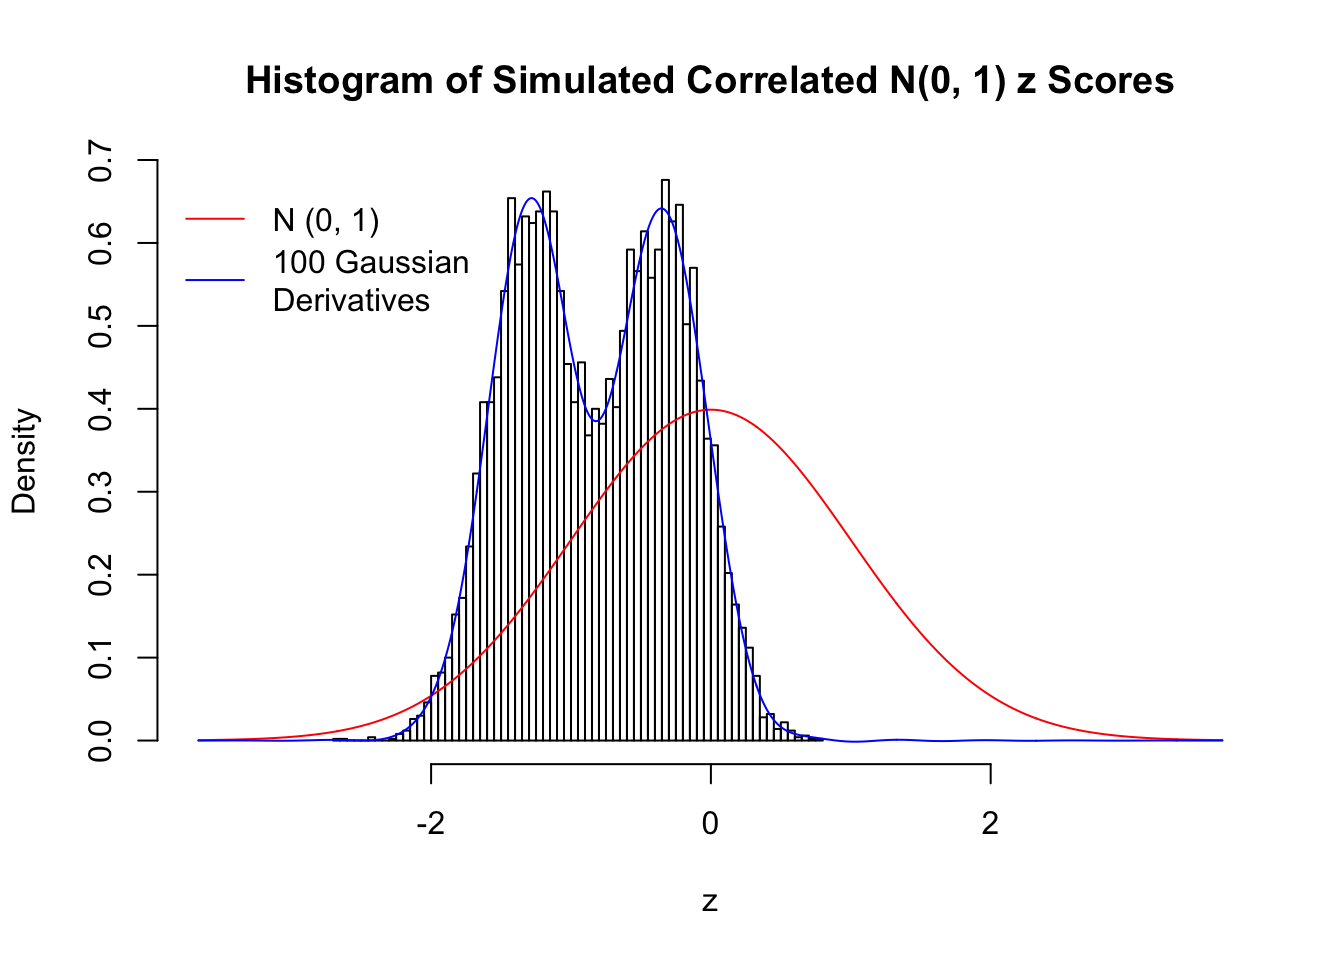 Histogram of Simulated Correlated N(0, 1) z Scores
0.7
0.6
0.5
0.4
0.3
0.2
0.1
0.0
Density
N (0, 1)
100 Gaussian
Derivatives
-2 0 2
z